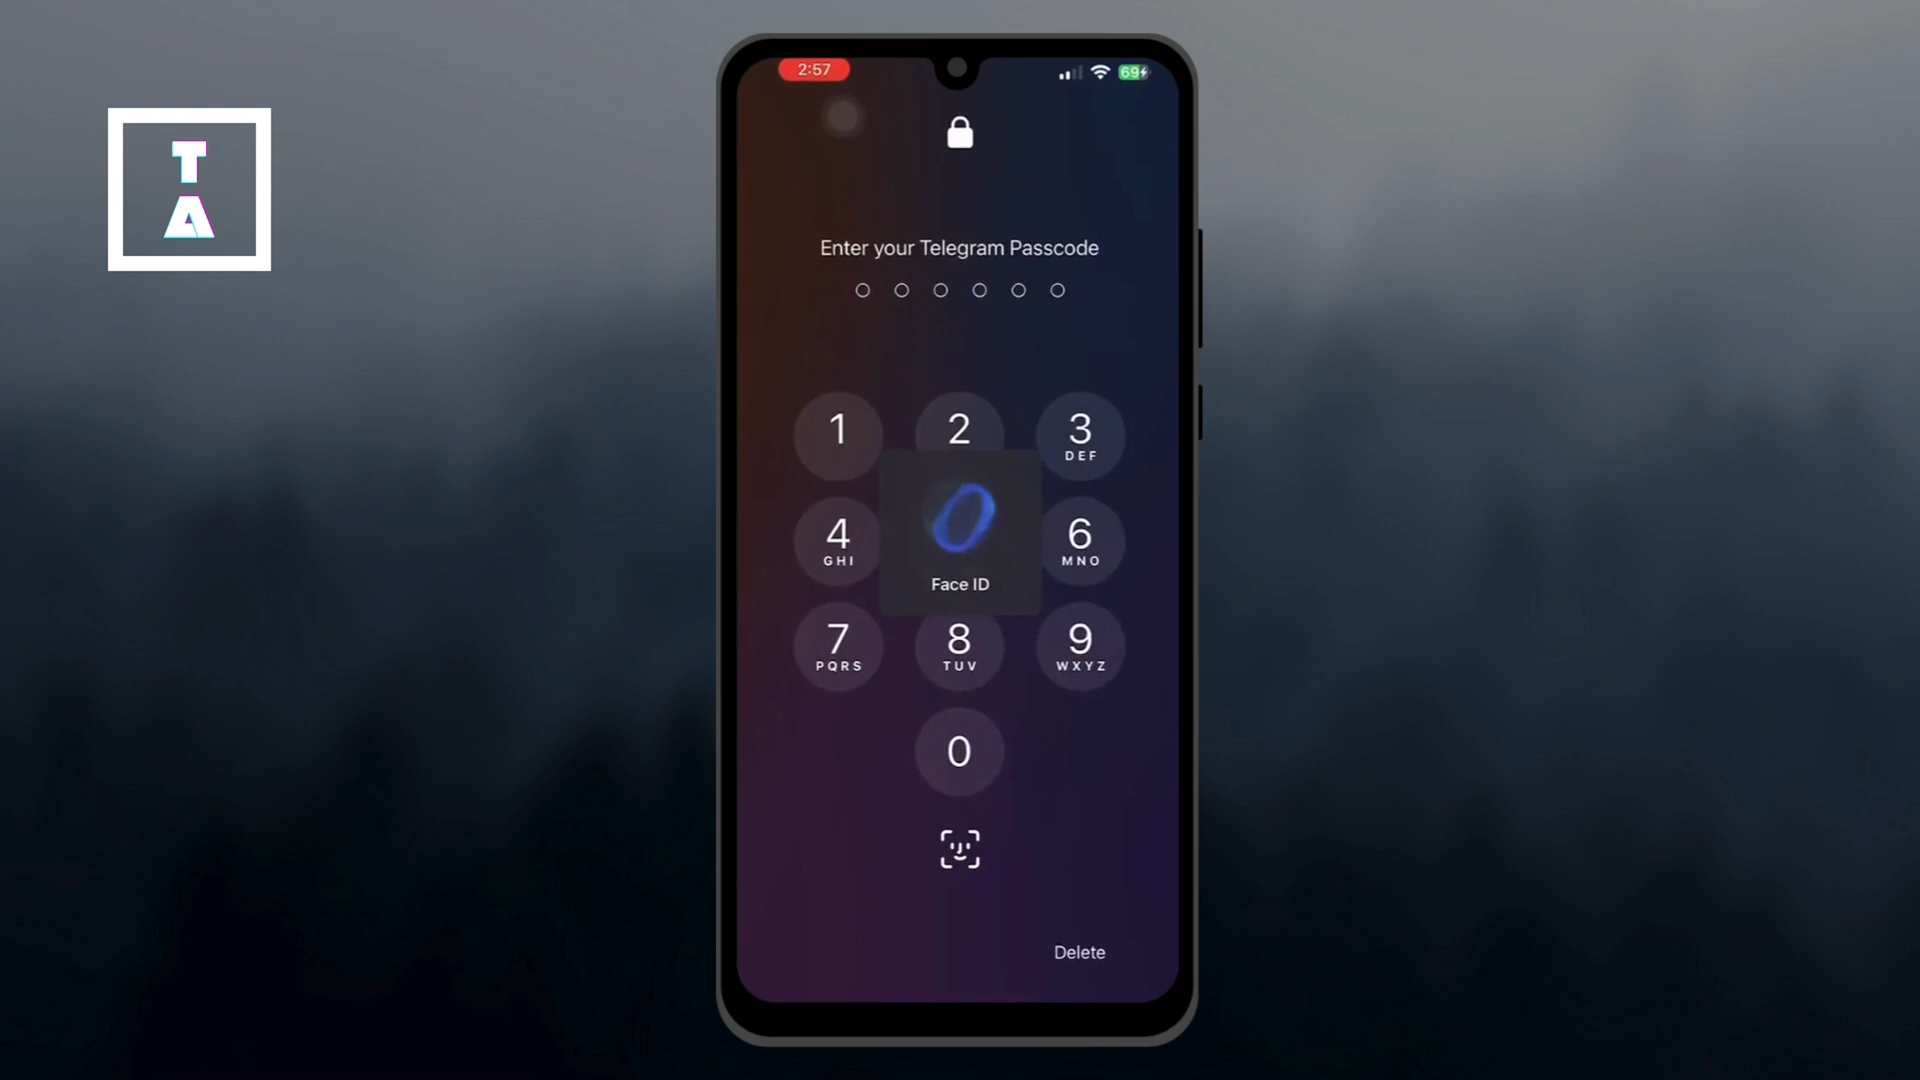 T
A
2:57
69
Enter your Telegram Passcode
1
2
3
DEF
4
GHI
6
MNO
Face ID
7
PQRS
8
TUV
9
WXYZ
0
Delete